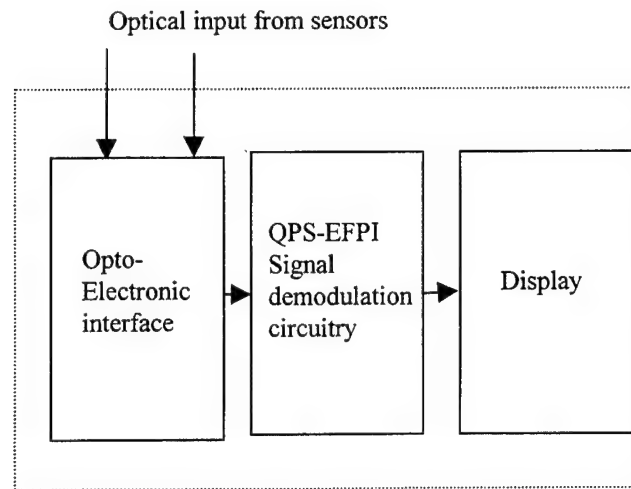 Optical input from sensors
Opto-
Electronic
interface
QPS-EFPI
Signal
demodulation
circuitry
Display